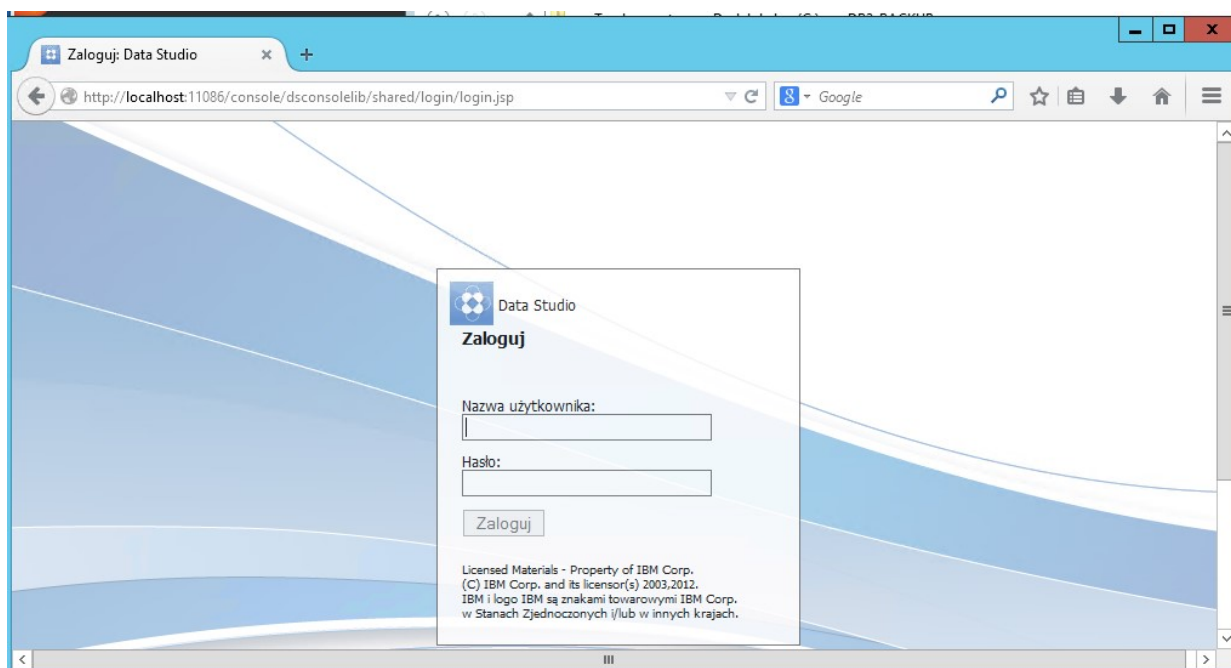 Zaloguj: Data Studio
http://localhost:11086/console/dsconsolelib/shared/login/login.jsp
Google
Data Studio
Zaloguj
Nazwa użytkownika:
Hasło:
Zaloguj
Licensed Materials - Property of IBM Corp.
(C) IBM Corp. and its licensor(s) 2003,2012.
IBM i logo IBM są znakami towarowymi IBM Corp.
w Stanach Zjednoczonych i/lub w innych krajach.